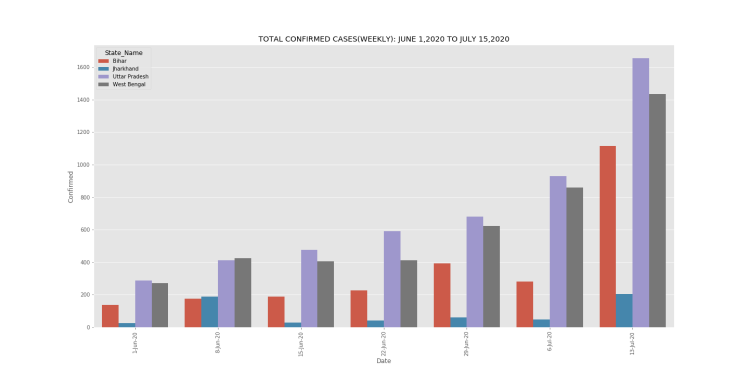 TOTAL CONFIRMED CASES(WEEKLY): JUNE 1,2020 TO JULY 15,2020
State_Name
Bihar
Jharkhand
Uttar Pradesh
West Bengal
1600
1400
1200
1000
800
600
400
200
0
Confirmed
1-Jun-20
8-Jun-20
15-Jun-20
22-Jun-20
29-Jun-20
6-Jul-20
13-Jul-20
Date